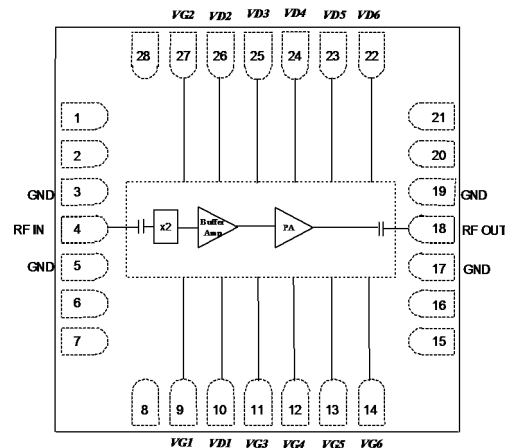 VG2 VD2 VD3 VD4 VD5 VD6
28 27 26 25 24 23 22
1 21
2 20
GND 3 19 GND
RF IN 4 x2 Buffer Amp PA 18 RF OUT
GND 5 17 GND
6 16
7 15
8 9 10 11 12 13 14
VG1 VD1 VG3 VG4 VG5 VG6